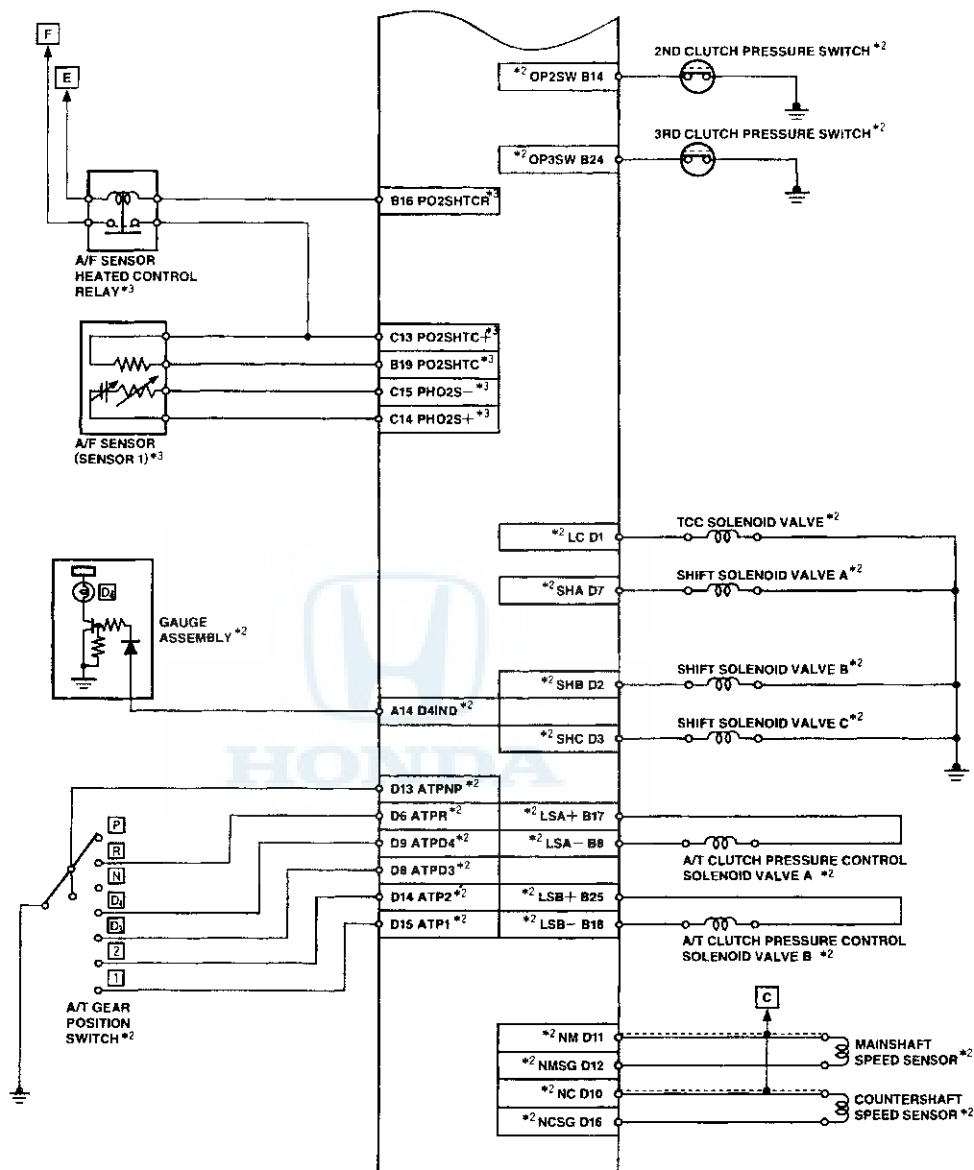 F
E
*2 OP2SW B14
2ND CLUTCH PRESSURE SWITCH *2
*2 OP3SW B24
3RD CLUTCH PRESSURE SWITCH *2
B16 PO2SHTCR *3
A/F SENSOR
HEATED CONTROL
RELAY *3
C13 PO2SHTC+ *3
B19 PO2SHTC *3
C15 PHO2S− *3
C14 PHO2S+ *3
A/F SENSOR
(SENSOR 1) *3
*2 LC D1
TCC SOLENOID VALVE *2
*2 SHA D7
SHIFT SOLENOID VALVE A *2
D4
GAUGE
ASSEMBLY *2
*2 SHB D2
SHIFT SOLENOID VALVE B *2
A14 D4IND *2
*2 SHC D3
SHIFT SOLENOID VALVE C *2
HONDA
D13 ATPNP *2
D6 ATPR *2
*2 LSA+ B17
D9 ATPD4 *2
*2 LSA− B8
D8 ATPD3 *2
A/T CLUTCH PRESSURE CONTROL
SOLENOID VALVE A *2
D14 ATP2 *2
*2 LSB+ B25
D15 ATP1 *2
*2 LSB− B18
A/T CLUTCH PRESSURE CONTROL
SOLENOID VALVE B *2
P
R
N
D4
D3
2
1
A/T GEAR
POSITION
SWITCH *2
C
*2 NM D11
*2 NMSG D12
MAINSHAFT
SPEED SENSOR *2
*2 NC D10
*2 NCSG D16
COUNTERSHAFT
SPEED SENSOR *2